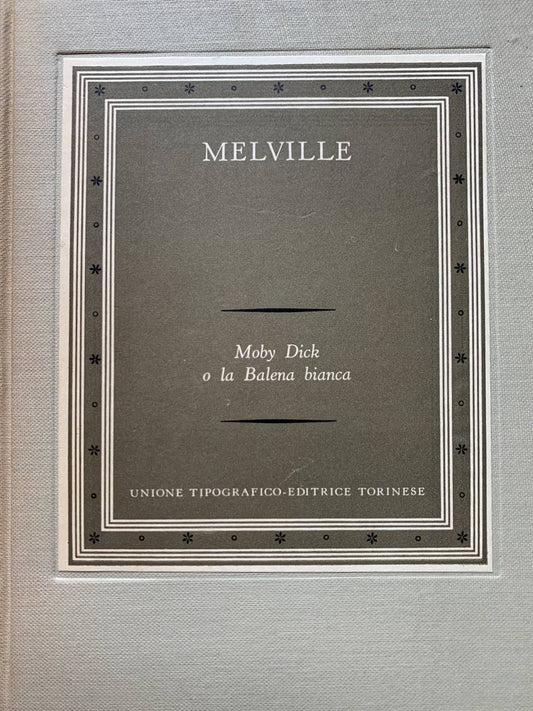 MELVILLE
Moby Dick
o la Balena bianca
UNIONE TIPOGRAFICO-EDITRICE TORINESE